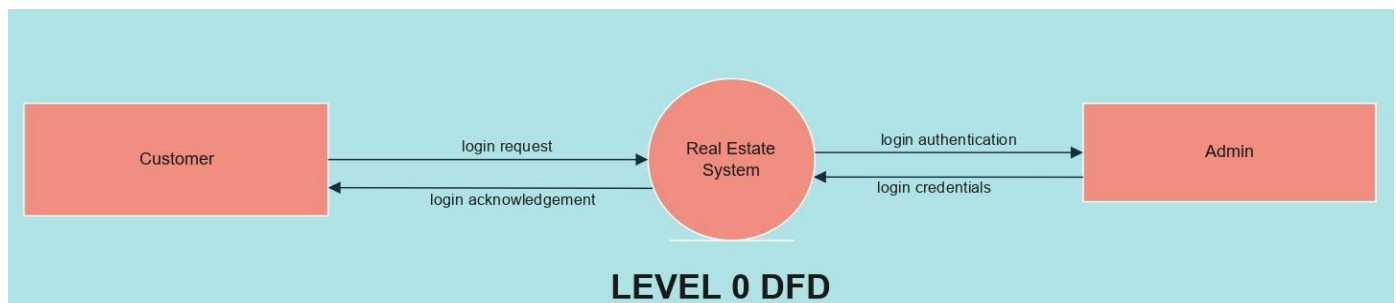 Customer
login request
login acknowledgement
Real Estate
System
login authentication
login credentials
Admin
LEVEL 0 DFD